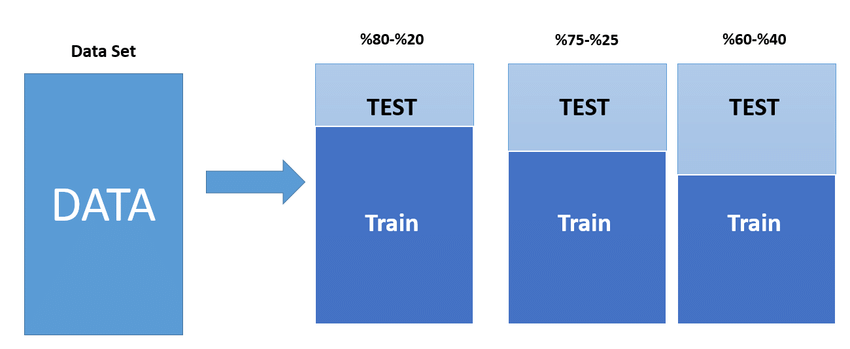 Data Set
DATA
%80-%20
TEST
Train
%75-%25
TEST
Train
%60-%40
TEST
Train